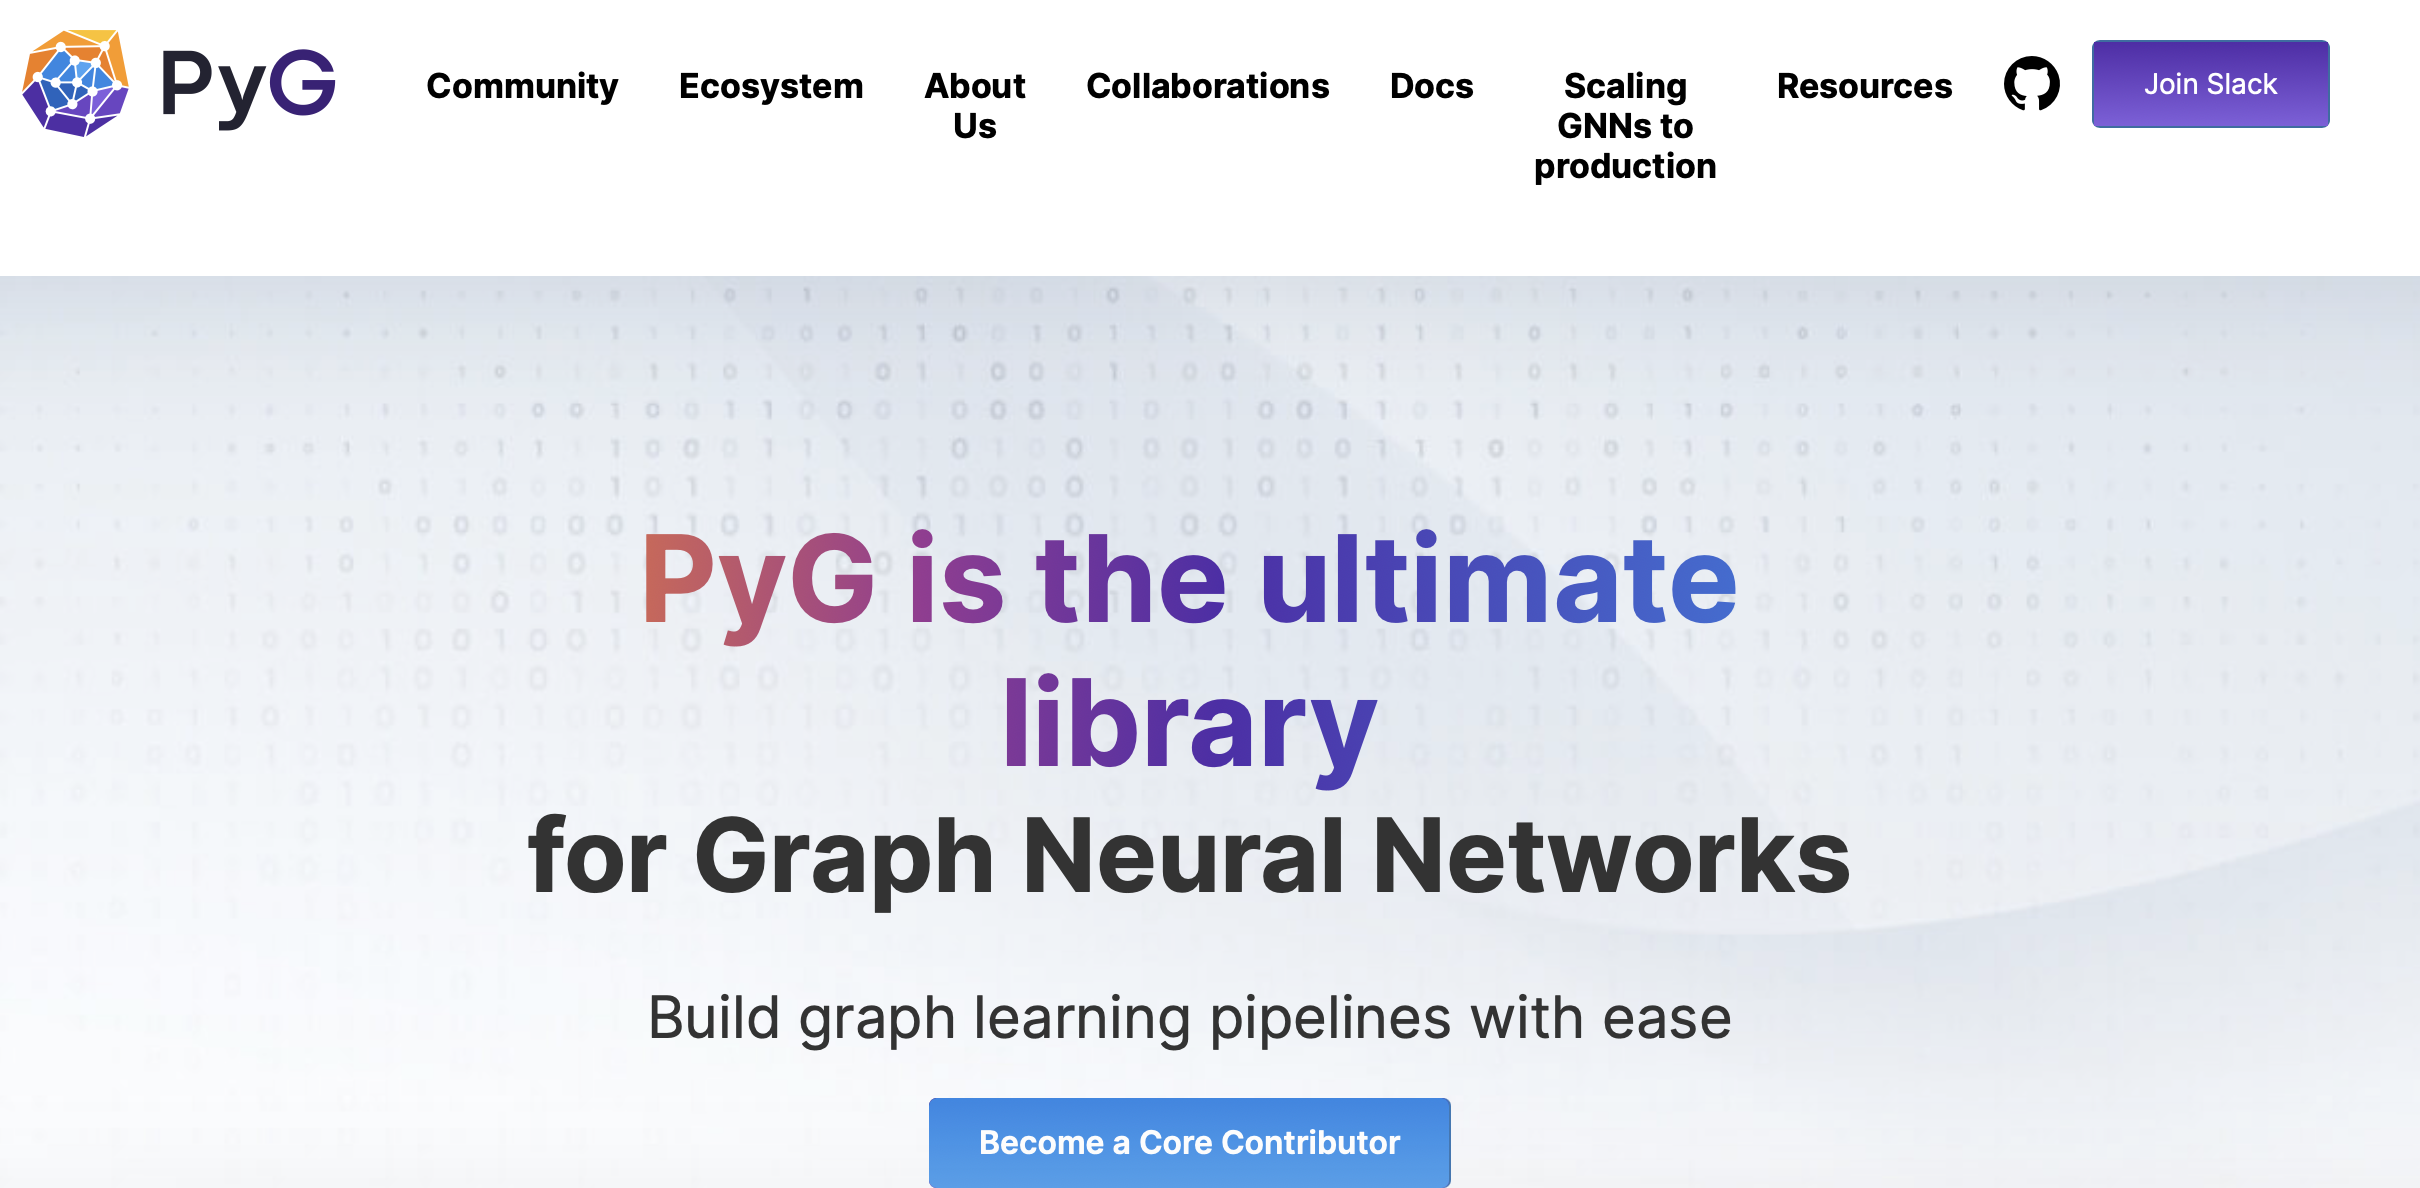 PyG
Community
Ecosystem
About
Us
Collaborations
Docs
Scaling
GNNs to
production
Resources
Join Slack
PyG is the ultimate
library
for Graph Neural Networks
Build graph learning pipelines with ease
Become a Core Contributor